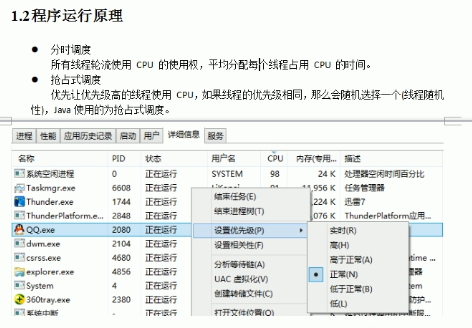 1.2程序运行原理
● 分时调度
所有线程轮流使用 CPU 的使用权，平均分配每个线程占用 CPU 的时间。
● 抢占式调度
优先让优先级高的线程使用 CPU，如果线程的优先级相同，那么会随机选择一个(线程随机
性)，Java使用的为抢占式调度。
进程 性能 应用历史记录 启动 用户 详细信息 服务
名称 PID 状态 用户名 CPU 内存(专用... 描述
系统空闲进程 0 正在运行 SYSTEM 98 24 K 处理器空闲时间百分比
Taskmgr.exe 6608 正在运行 11,956 K 任务管理器
Thunder.exe 1744 正在运行 ,224 K 迅雷7
ThunderPlatform.e... 2848 正在运行 ,076 K ThunderPlatform应用...
QQ.exe 2080 正在运行
dwm.exe 2104 正在运行
csrss.exe 4680 正在运行 ntime ...
explorer.exe 4856 正在运行
System 4 正在运行
360tray.exe 2380 正在运行
系统中断 - 正在运行
结束任务(E)
结束进程树(T)
设置优先级(P)
设置相关性(F)
分析等待链(A)
UAC 虚拟化(V)
创建转储文件(C)
打开文件位置(O)
实时(R)
高(H)
高于正常(A)
正常(N)
低于正常(B)
低(L)